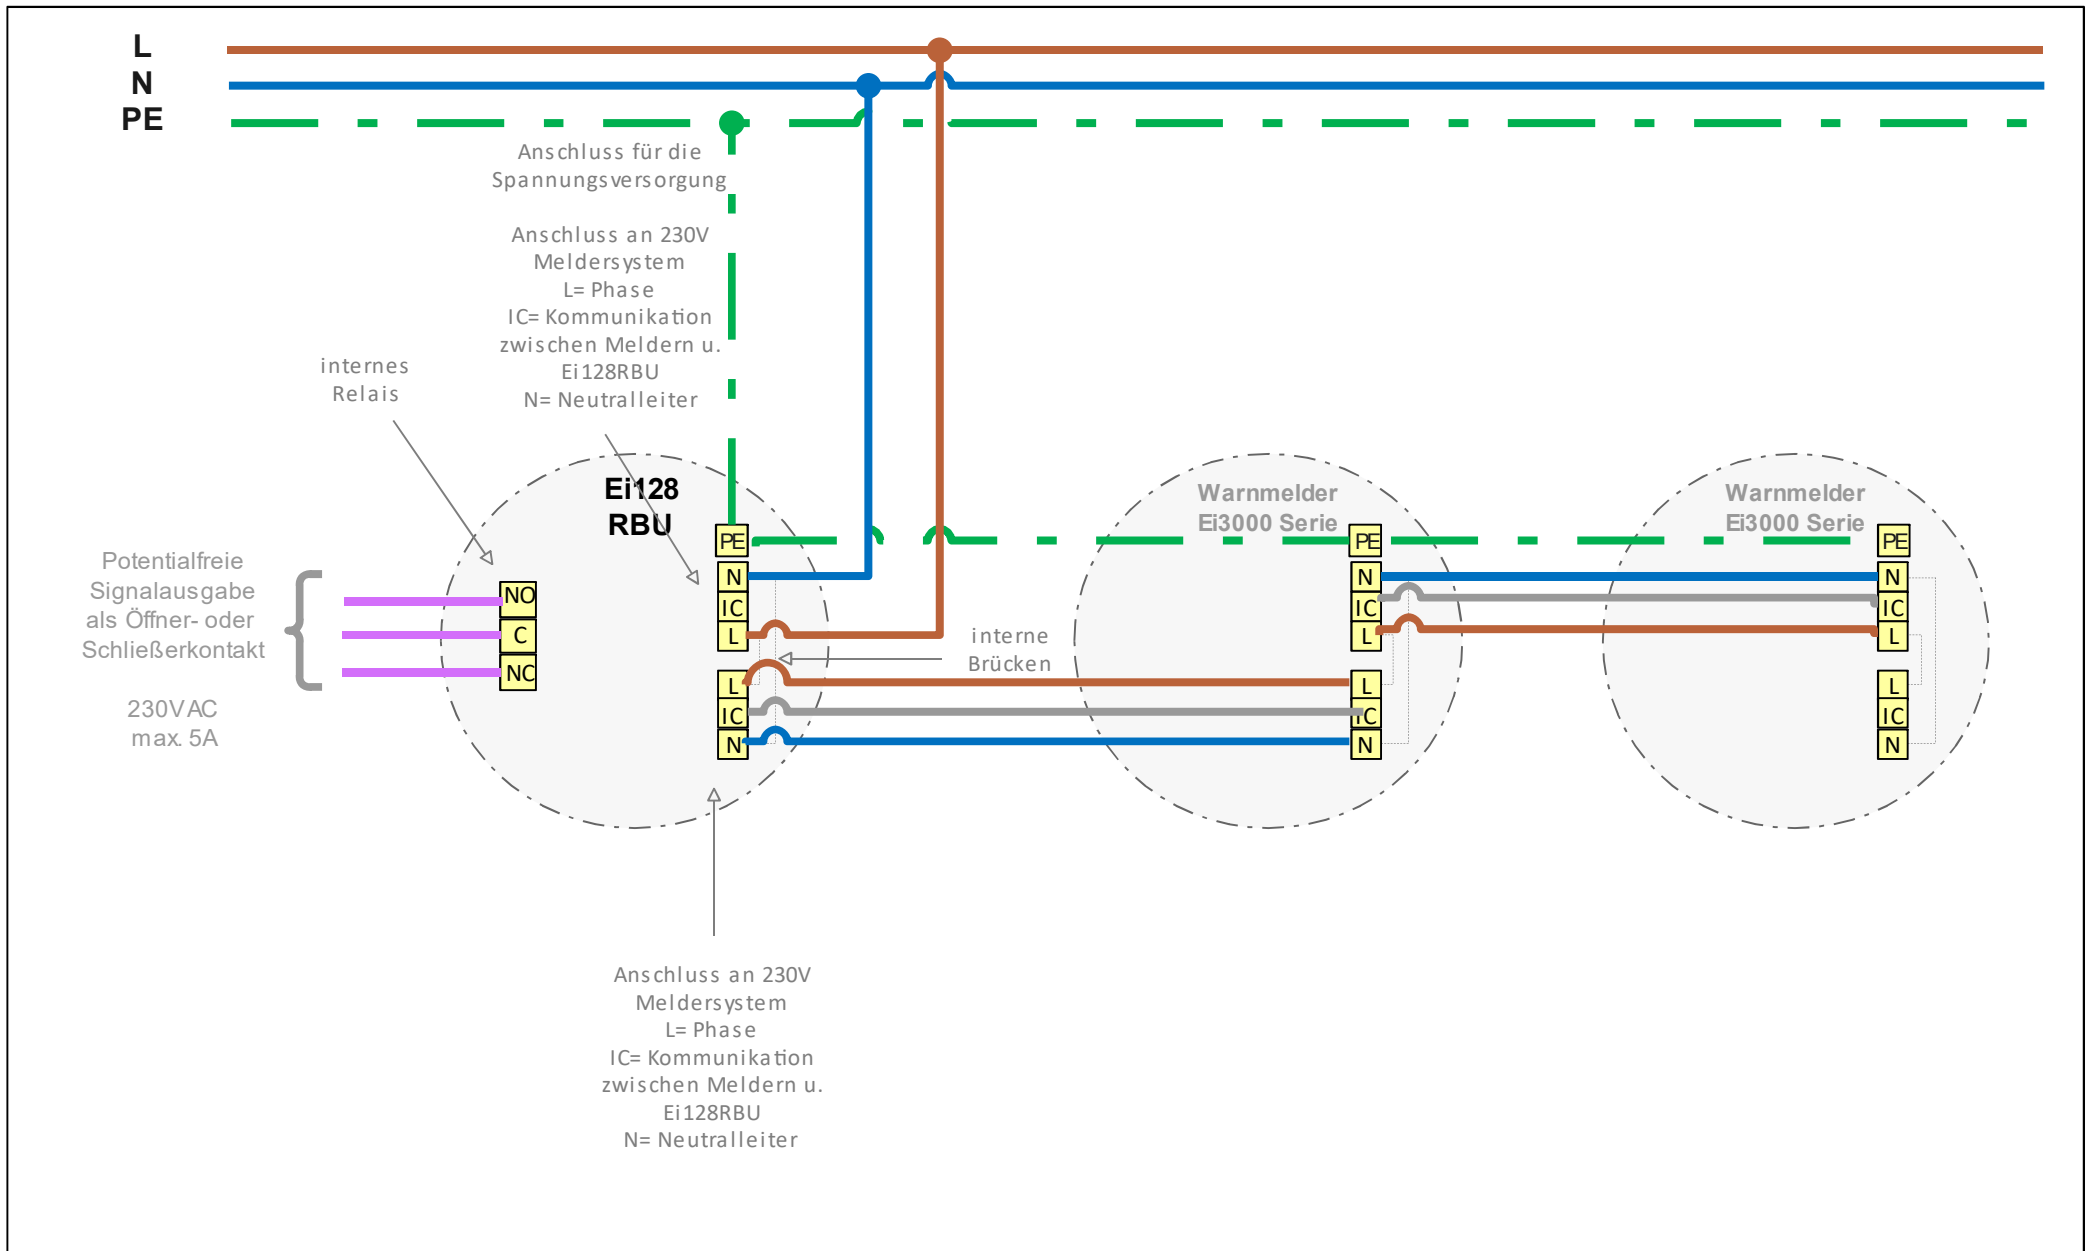 L
N
PE
Anschluss für die
Spannungsversorgung
Anschluss an 230V
Meldersystem
L= Phase
IC= Kommunikation
zwischen Meldern u.
Ei128RBU
N= Neutralleiter
internes
Relais
Ei128
RBU
Warnmelder
Ei3000 Serie
Warnmelder
Ei3000 Serie
Potentialfreie
Signalausgabe
als Öffner- oder
Schließerkontakt
230VAC
max. 5A
NO
C
NC
PE
N
IC
L
L
IC
N
interne
Brücken
PE
N
IC
L
L
IC
N
PE
N
IC
L
L
IC
N
Anschluss an 230V
Meldersystem
L= Phase
IC= Kommunikation
zwischen Meldern u.
Ei128RBU
N= Neutralleiter